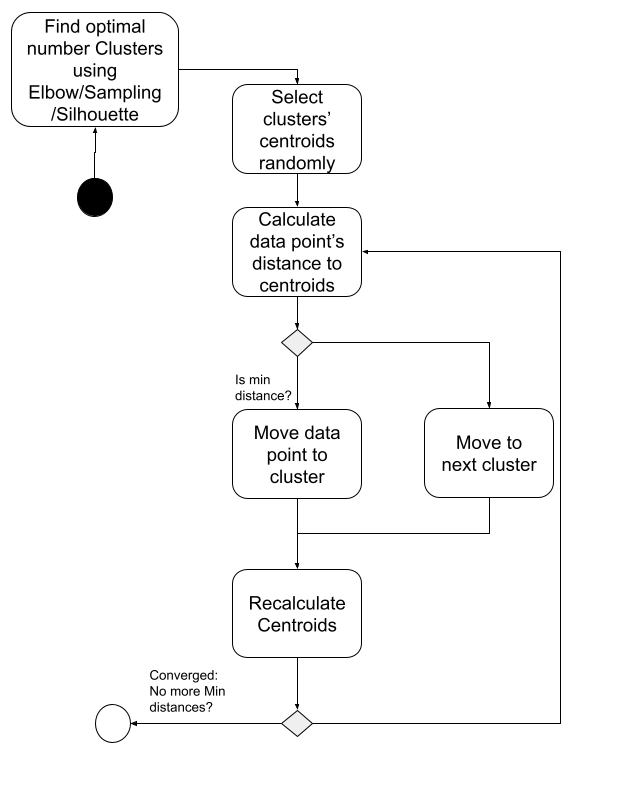 Find optimal
number Clusters
using
Elbow/Sampling
/Silhouette
Select
clusters’
centroids
randomly
Calculate
data point’s
distance to
centroids
Is min
distance?
Move data
point to
cluster
Move to
next cluster
Recalculate
Centroids
Converged:
No more Min
distances?